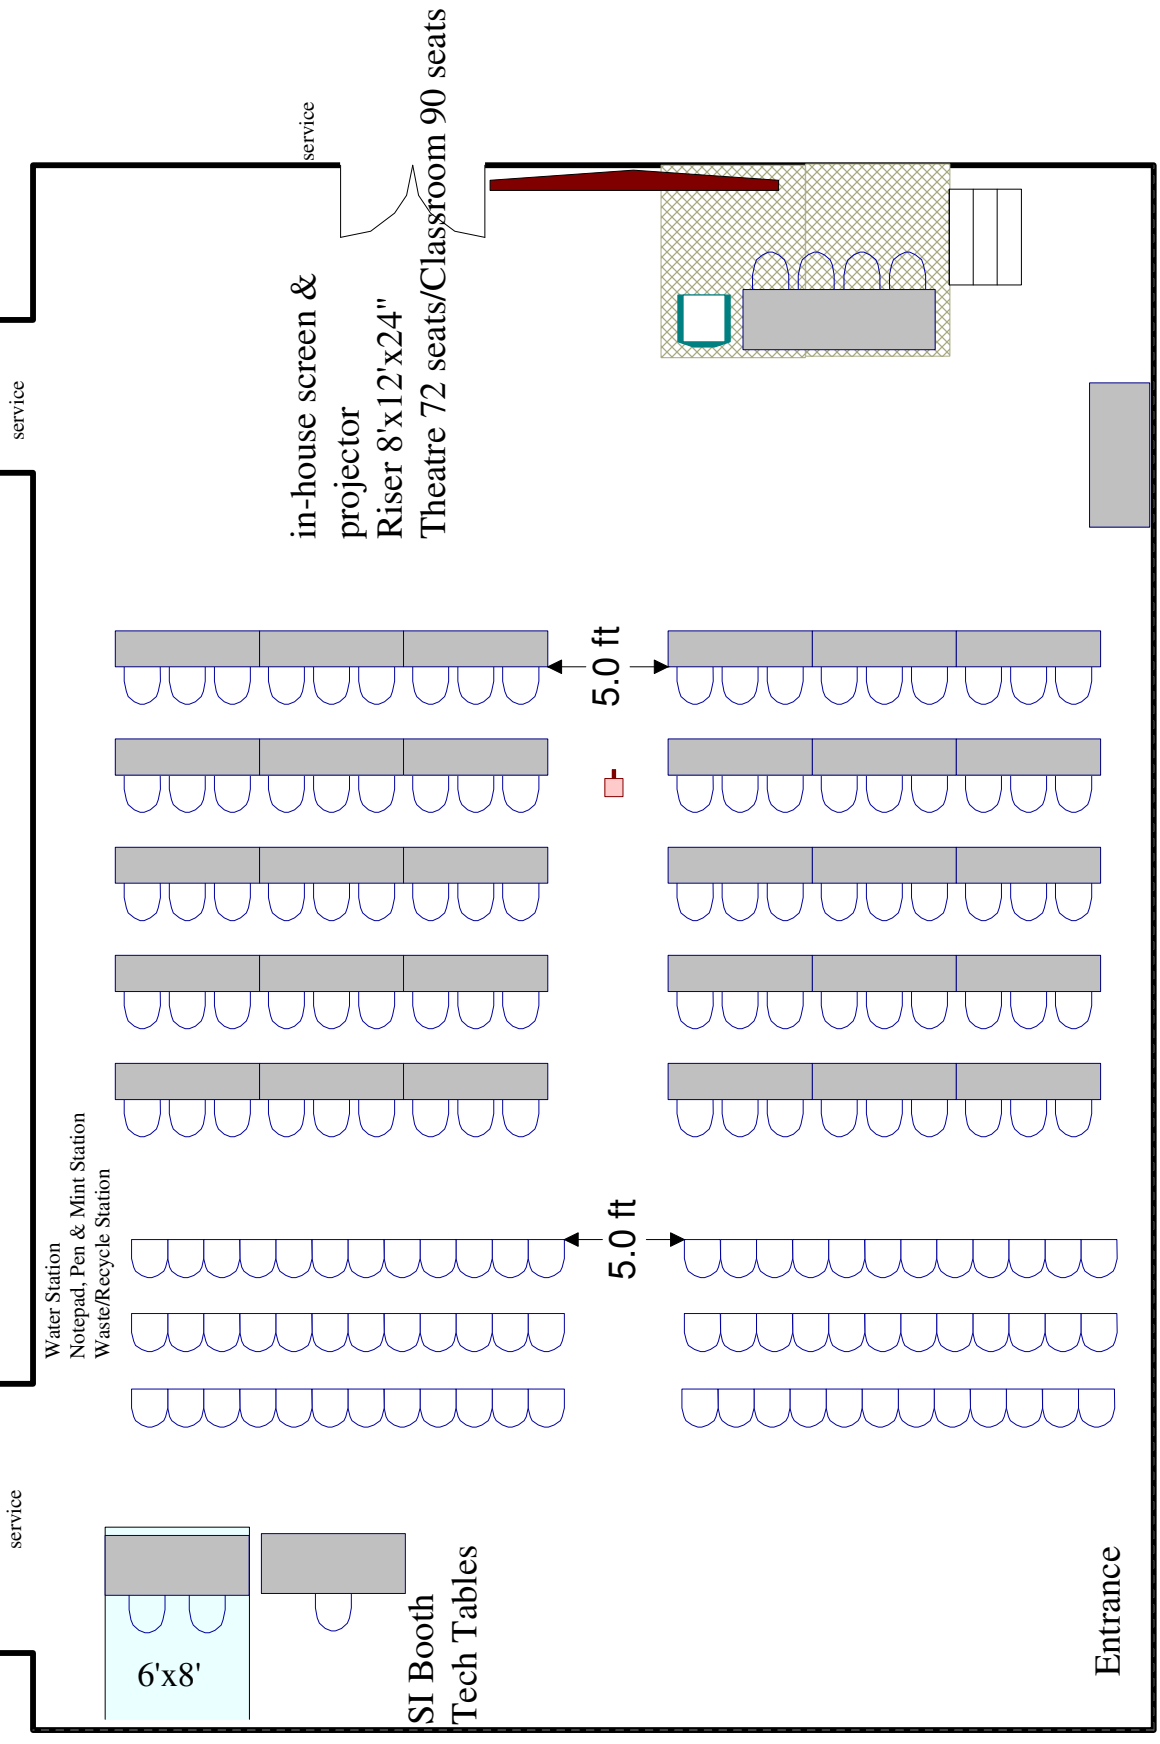 service
in-house screen &
projector
Riser 8'x12'x24"
Theatre 72 seats/Classroom 90 seats
service
5.0 ft
Water Station
Notepad, Pen & Mint Station
Waste/Recycle Station
5.0 ft
service
6'x8'
SI Booth
Tech Tables
Entrance